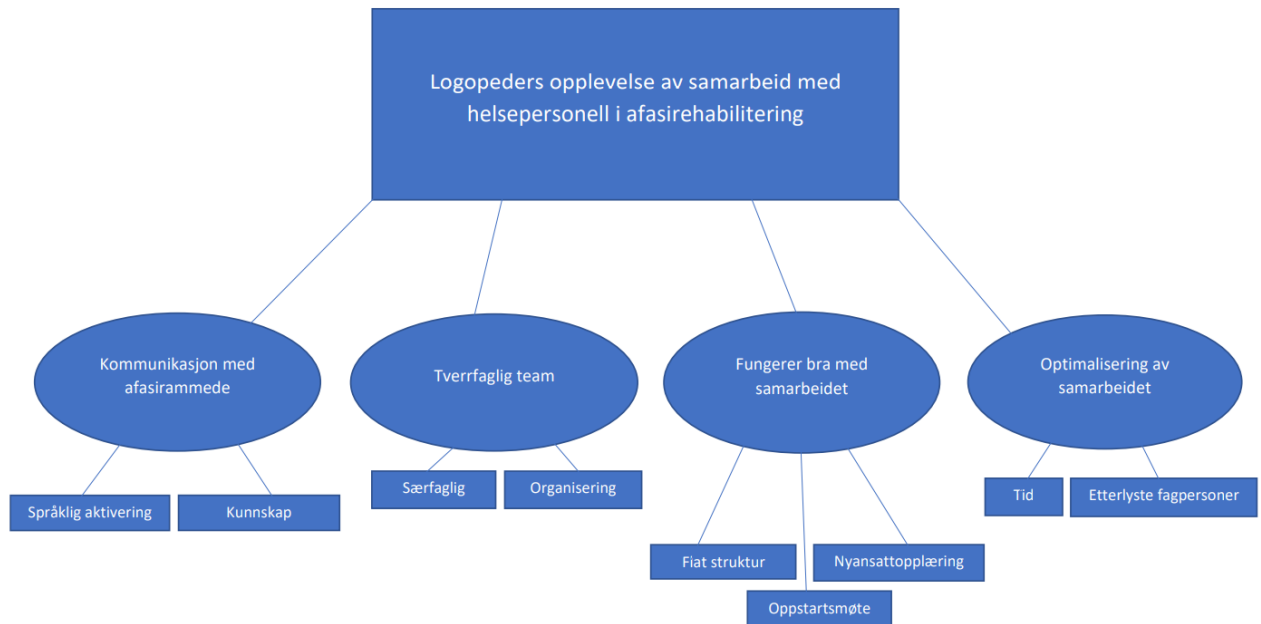 Logopeders opplevelse av samarbeid med
helsepersonell i afasirehabilitering
Kommunikasjon med
afasirammede
Tverrfaglig team
Fungerer bra med
samarbeidet
Optimalisering av
samarbeidet
Språklig aktivering
Kunnskap
Særfaglig
Organisering
Tid
Etterlyste fagpersoner
Fiat struktur
Nyansattopplæring
Oppstartsmøte